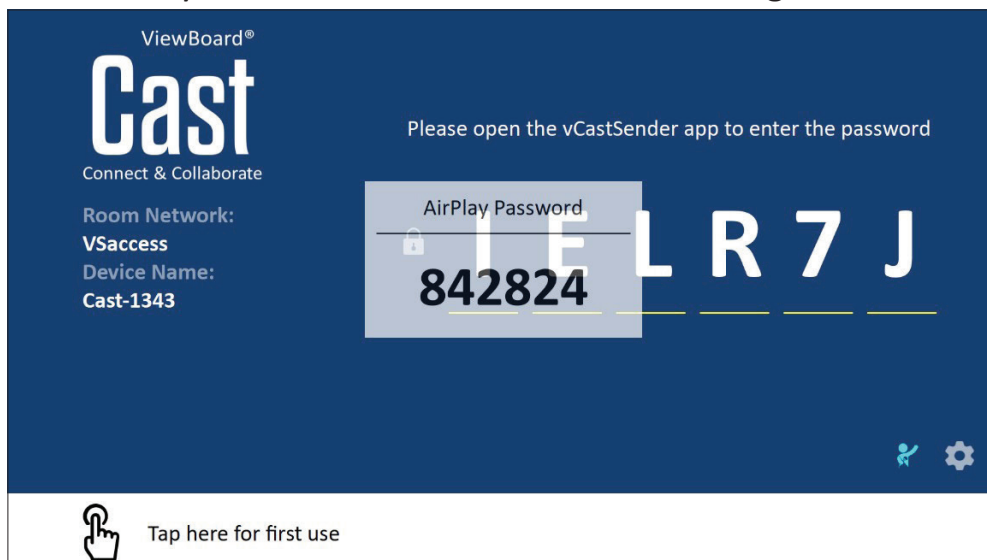 ViewBoard®
Cast
Connect & Collaborate
Please open the vCastSender app to enter the password
Room Network:
VSaccess
Device Name:
Cast-1343
AirPlay Password
842824
I E L R 7 J
Tap here for first use